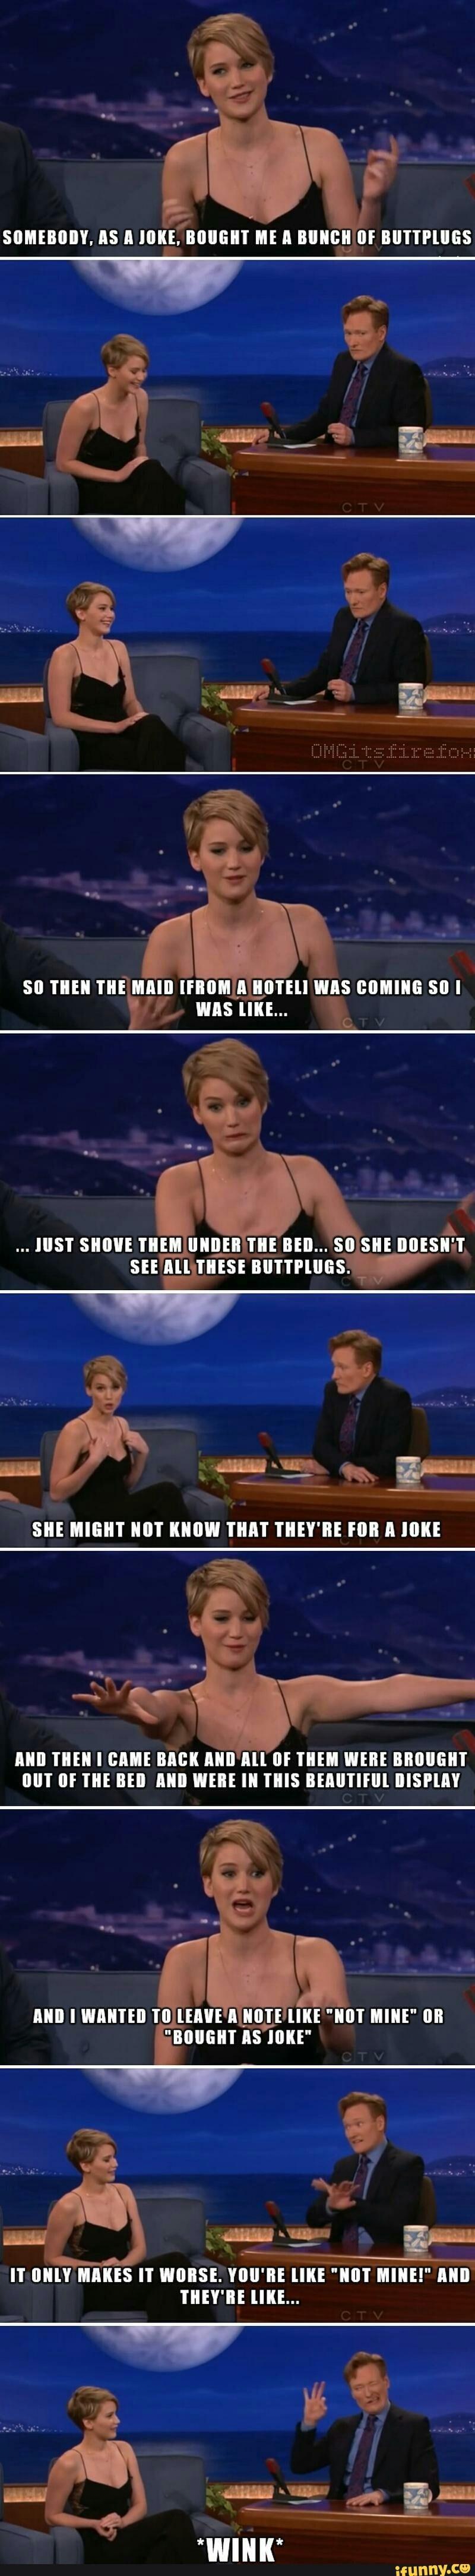 SOMEBODY, AS A JOKE, BOUGHT ME A BUNCH OF BUTTPLUGS
CTV
OMGitsfirefox
CTV
SO THEN THE MAID [FROM A HOTEL] WAS COMING SO I
WAS LIKE...
CTV
... JUST SHOVE THEM UNDER THE BED... SO SHE DOESN'T
SEE ALL THESE BUTTPLUGS.
CTV
SHE MIGHT NOT KNOW THAT THEY'RE FOR A JOKE
CTV
AND THEN I CAME BACK AND ALL OF THEM WERE BROUGHT
OUT OF THE BED AND WERE IN THIS BEAUTIFUL DISPLAY
CTV
AND I WANTED TO LEAVE A NOTE LIKE "NOT MINE" OR
"BOUGHT AS JOKE"
CTV
IT ONLY MAKES IT WORSE. YOU'RE LIKE "NOT MINE!" AND
THEY'RE LIKE...
CTV
*WINK*
ifunny.co